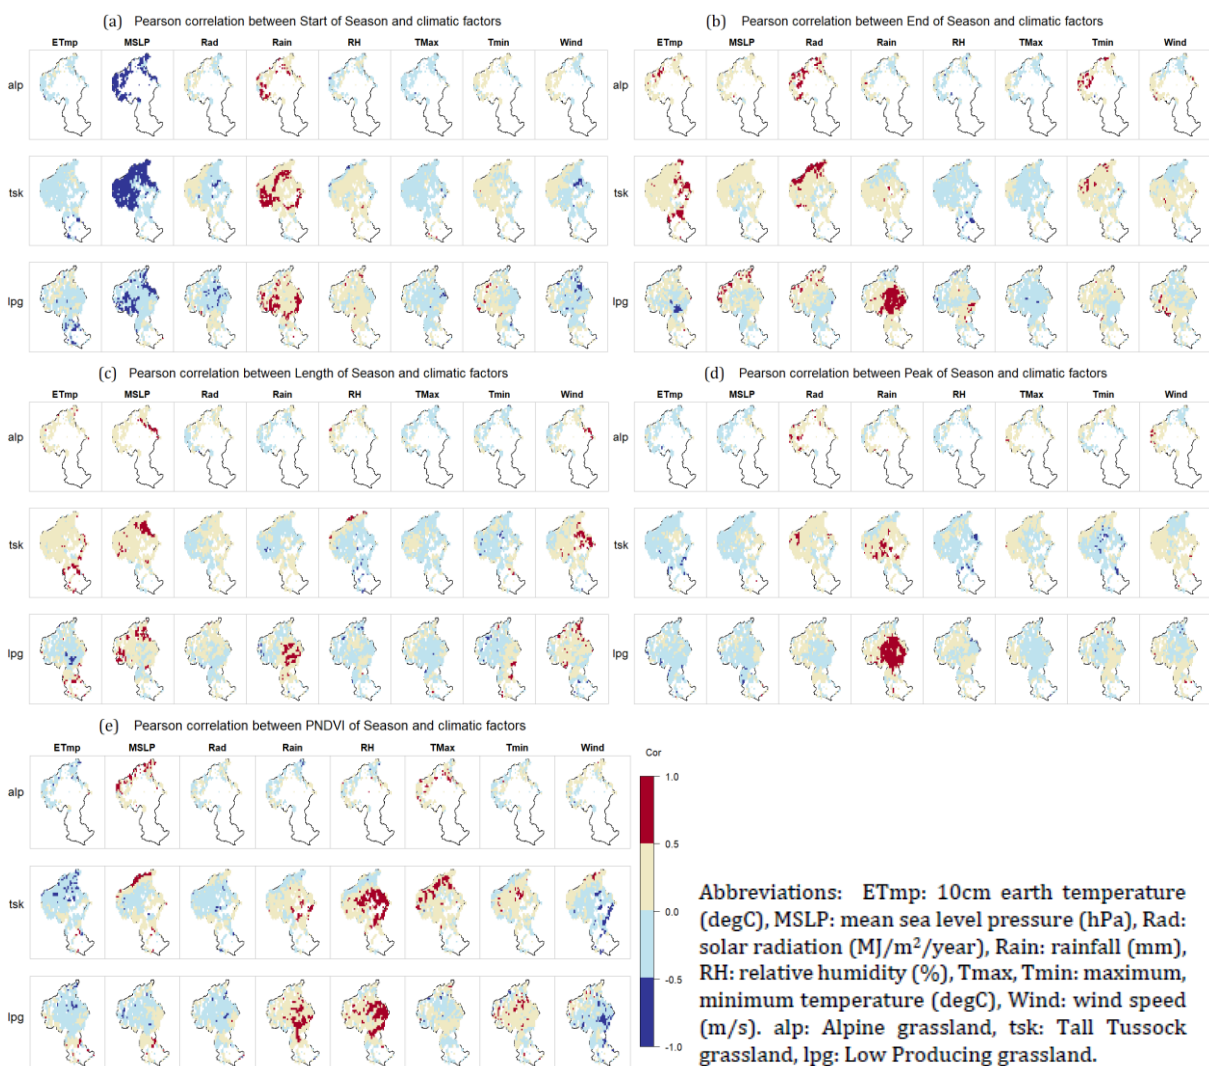 (a) Pearson correlation between Start of Season and climatic factors
ETmp MSLP Rad Rain RH TMax Tmin Wind
alp
tsk
lpg
(b) Pearson correlation between End of Season and climatic factors
ETmp MSLP Rad Rain RH TMax Tmin Wind
alp
tsk
lpg
(c) Pearson correlation between Length of Season and climatic factors
ETmp MSLP Rad Rain RH TMax Tmin Wind
alp
tsk
lpg
(d) Pearson correlation between Peak of Season and climatic factors
ETmp MSLP Rad Rain RH TMax Tmin Wind
alp
tsk
lpg
(e) Pearson correlation between PNDVI of Season and climatic factors
ETmp MSLP Rad Rain RH TMax Tmin Wind
alp
tsk
lpg
Cor
1.0
0.5
0.0
-0.5
-1.0
Abbreviations: ETmp: 10cm earth temperature
(degC), MSLP: mean sea level pressure (hPa), Rad:
solar radiation (MJ/m²/year), Rain: rainfall (mm),
RH: relative humidity (%), Tmax, Tmin: maximum,
minimum temperature (degC), Wind: wind speed
(m/s). alp: Alpine grassland, tsk: Tall Tussock
grassland, lpg: Low Producing grassland.